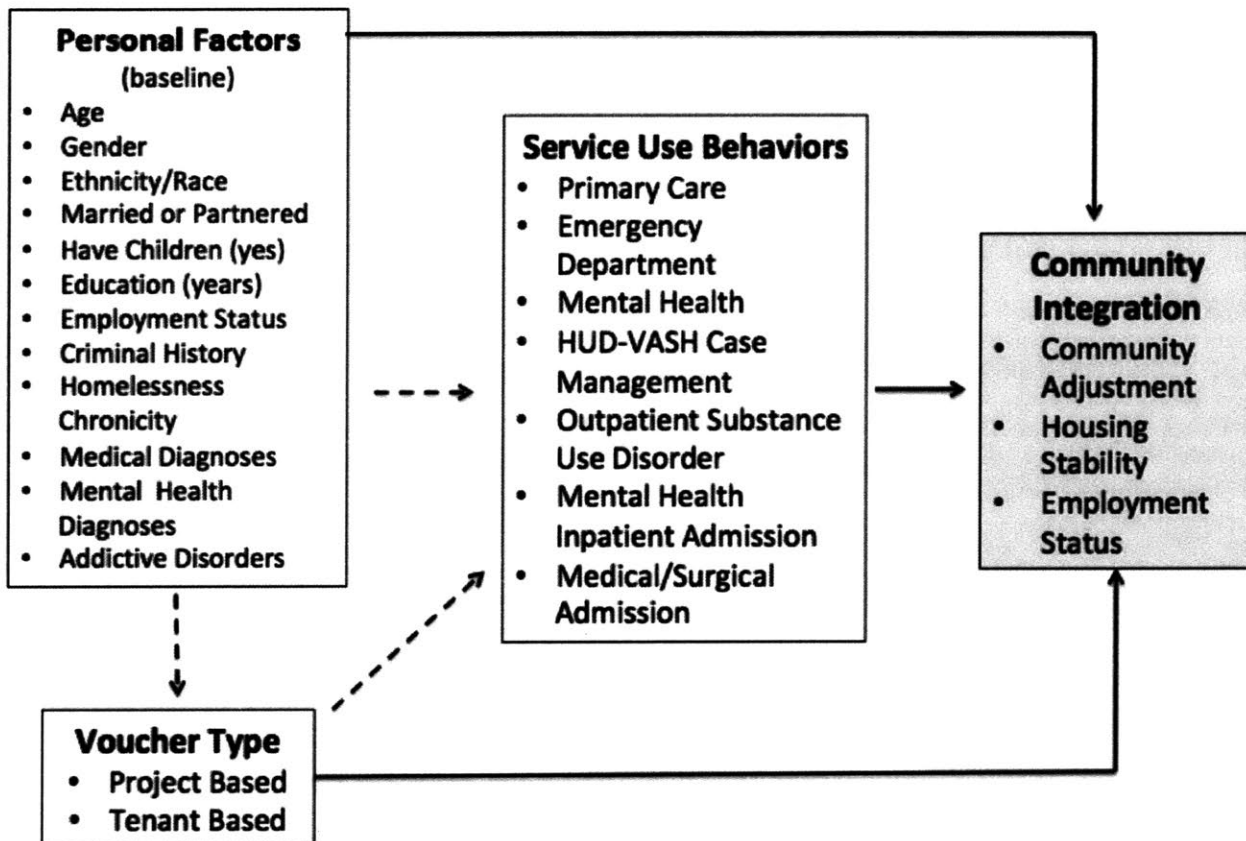 Personal Factors
(baseline)
• Age
• Gender
• Ethnicity/Race
• Married or Partnered
• Have Children (yes)
• Education (years)
• Employment Status
• Criminal History
• Homelessness
Chronicity
• Medical Diagnoses
• Mental Health
Diagnoses
• Addictive Disorders
Service Use Behaviors
• Primary Care
• Emergency
Department
• Mental Health
• HUD-VASH Case
Management
• Outpatient Substance
Use Disorder
• Mental Health
Inpatient Admission
• Medical/Surgical
Admission
Community
Integration
• Community
Adjustment
• Housing
Stability
• Employment
Status
Voucher Type
• Project Based
• Tenant Based